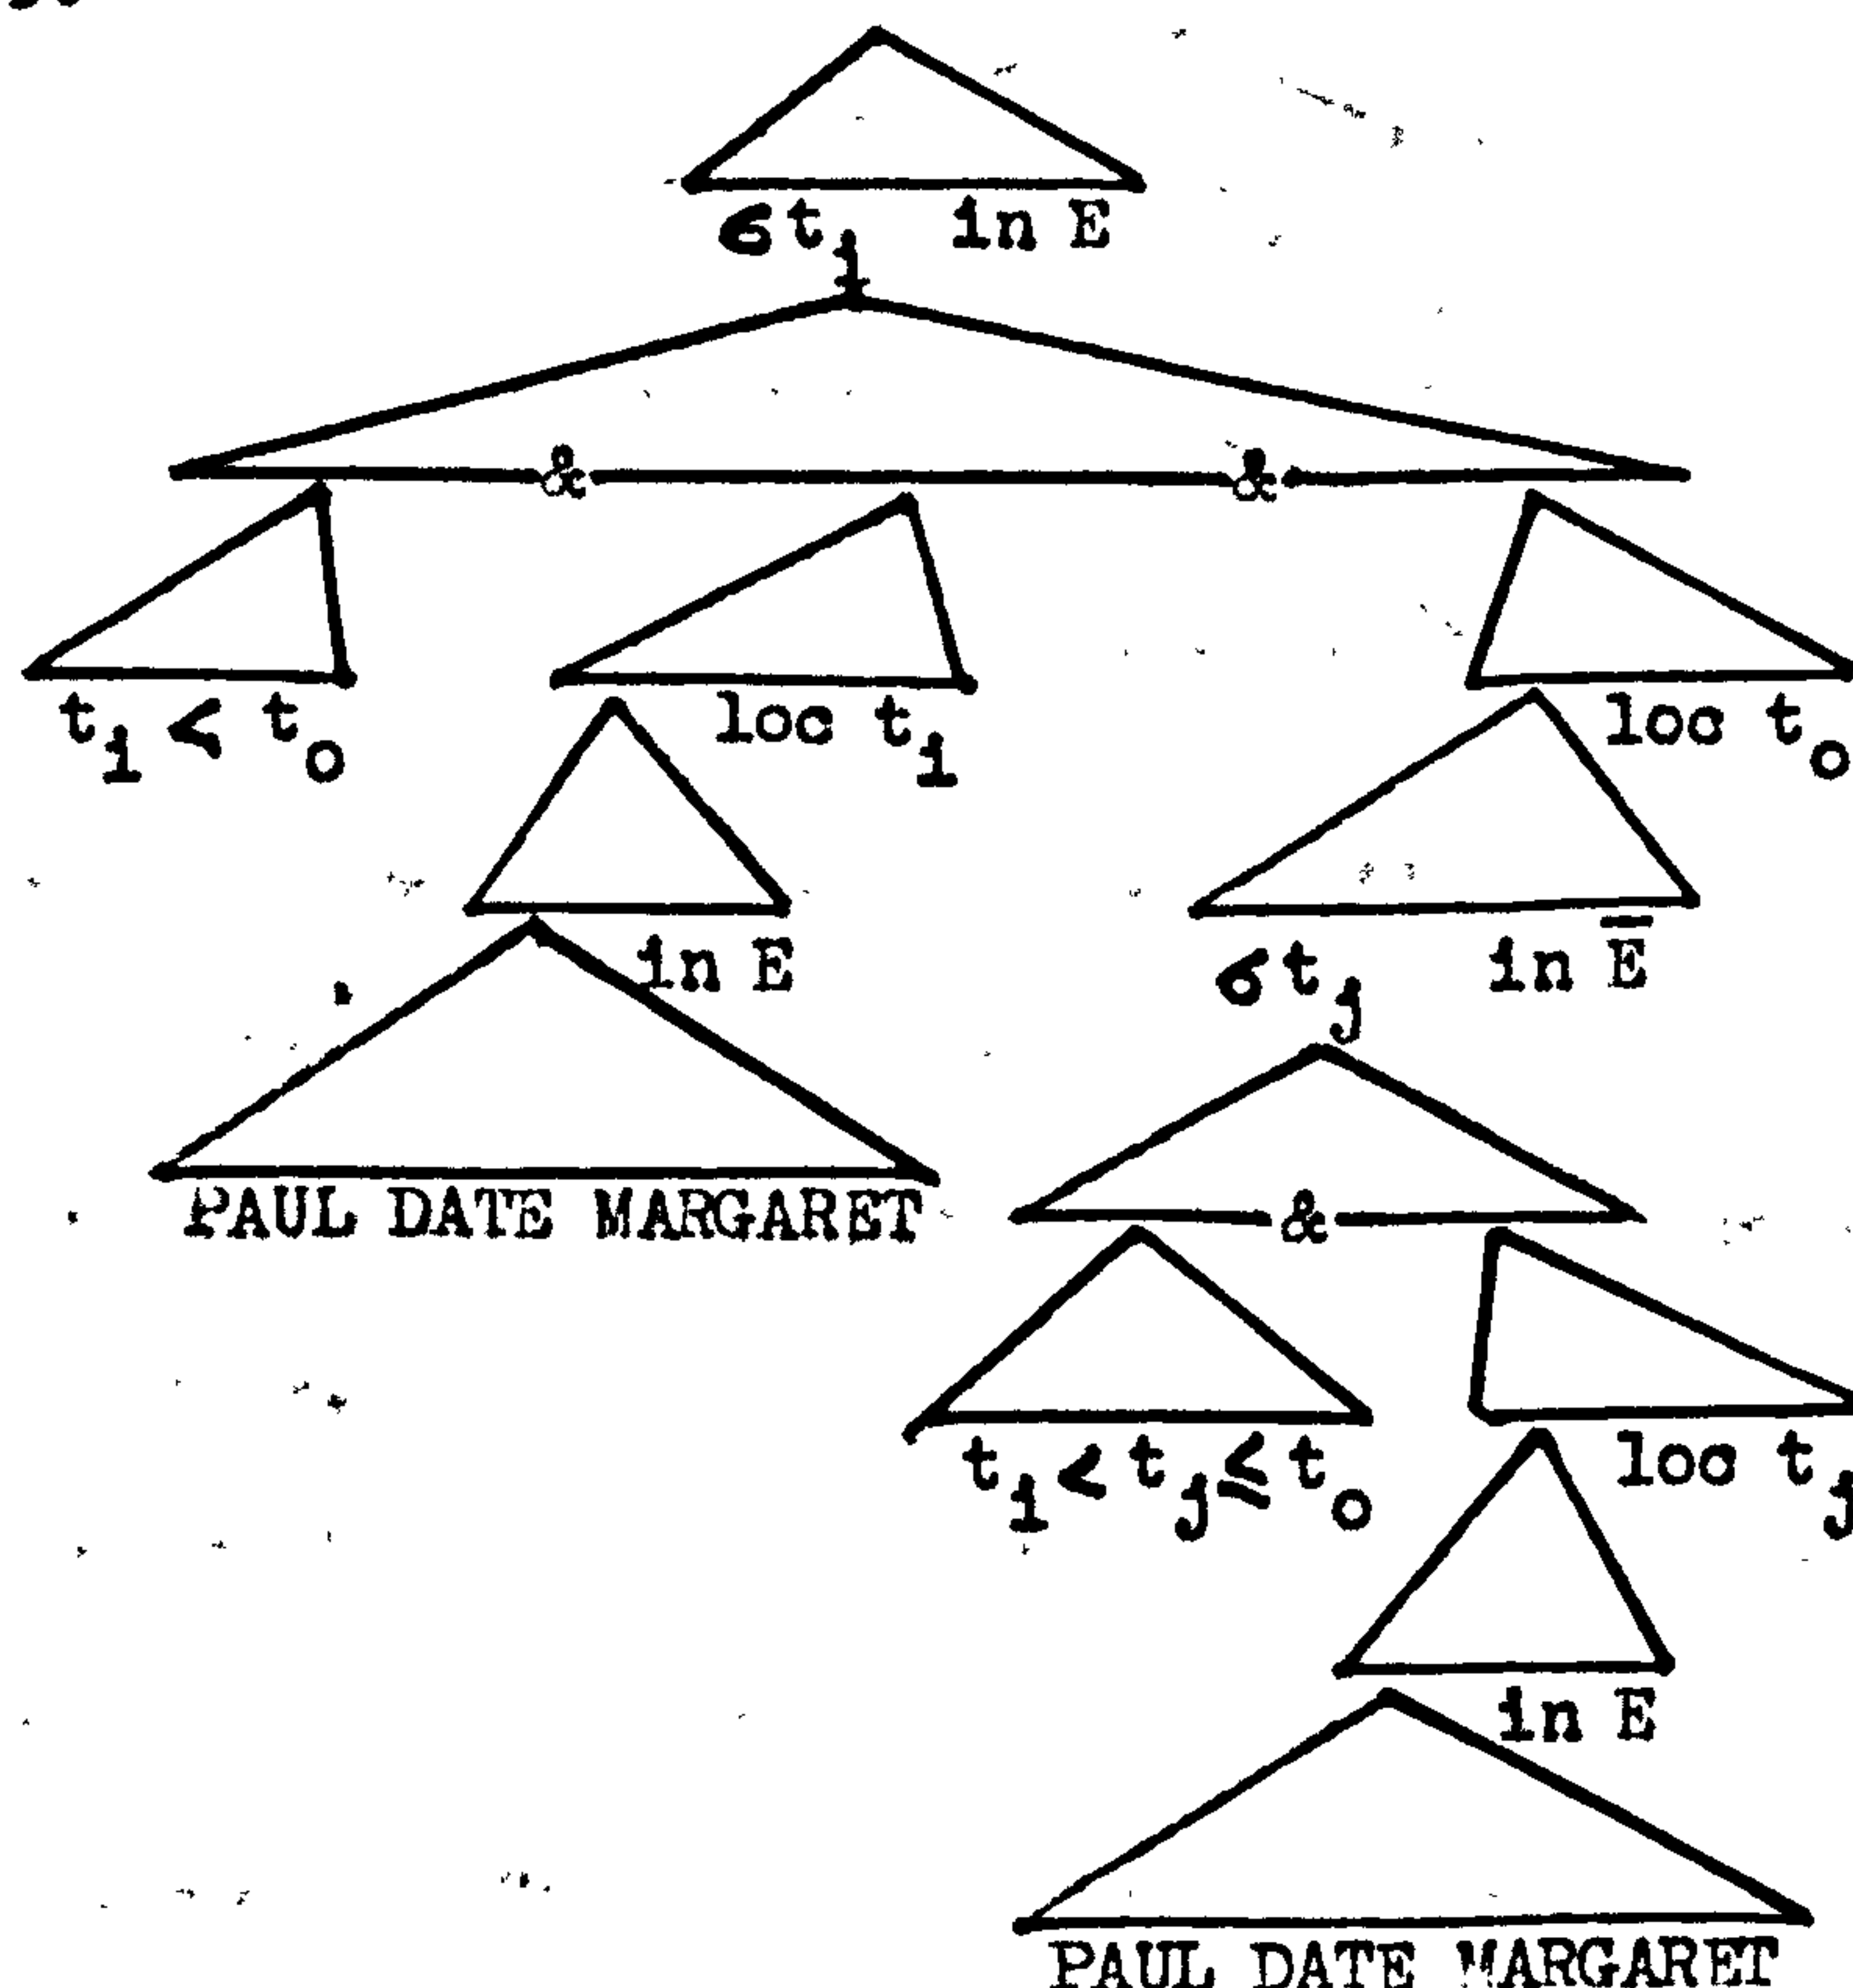 σt_i in E
& &
t_i < t_o loc t_i loc t_o
in E σt_j in E̅
PAUL DATE MARGARET
&
t_i < t_j ≤ t_o loc t_j
in E
PAUL DATE MARGARET